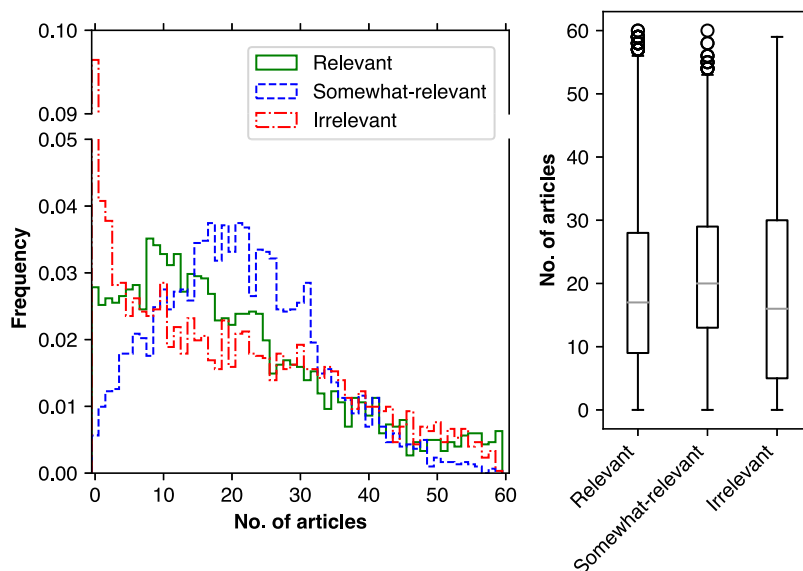 0.10
0.09
0.05
0.04
0.03
0.02
0.01
0.00
Frequency
0 10 20 30 40 50 60
No. of articles
Relevant
Somewhat-relevant
Irrelevant
60
50
40
30
20
10
0
No. of articles
Relevant
Somewhat-relevant
Irrelevant